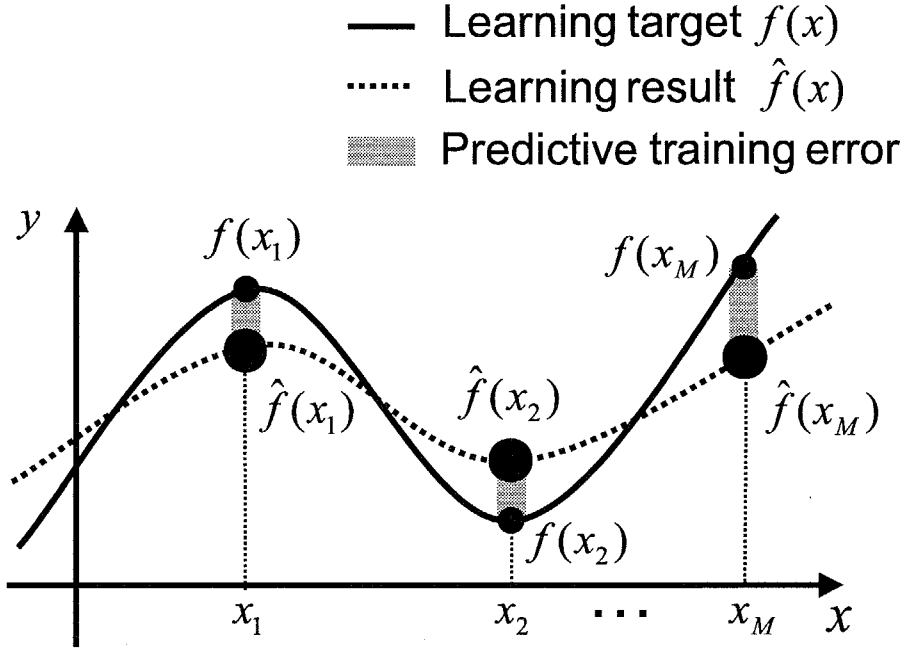 Learning target f(x)
Learning result f̂(x)
Predictive training error
y
f(x₁)
f(x_M)
f̂(x₁)
f̂(x₂)
f̂(x_M)
f(x₂)
x₁
x₂
...
x_M
x